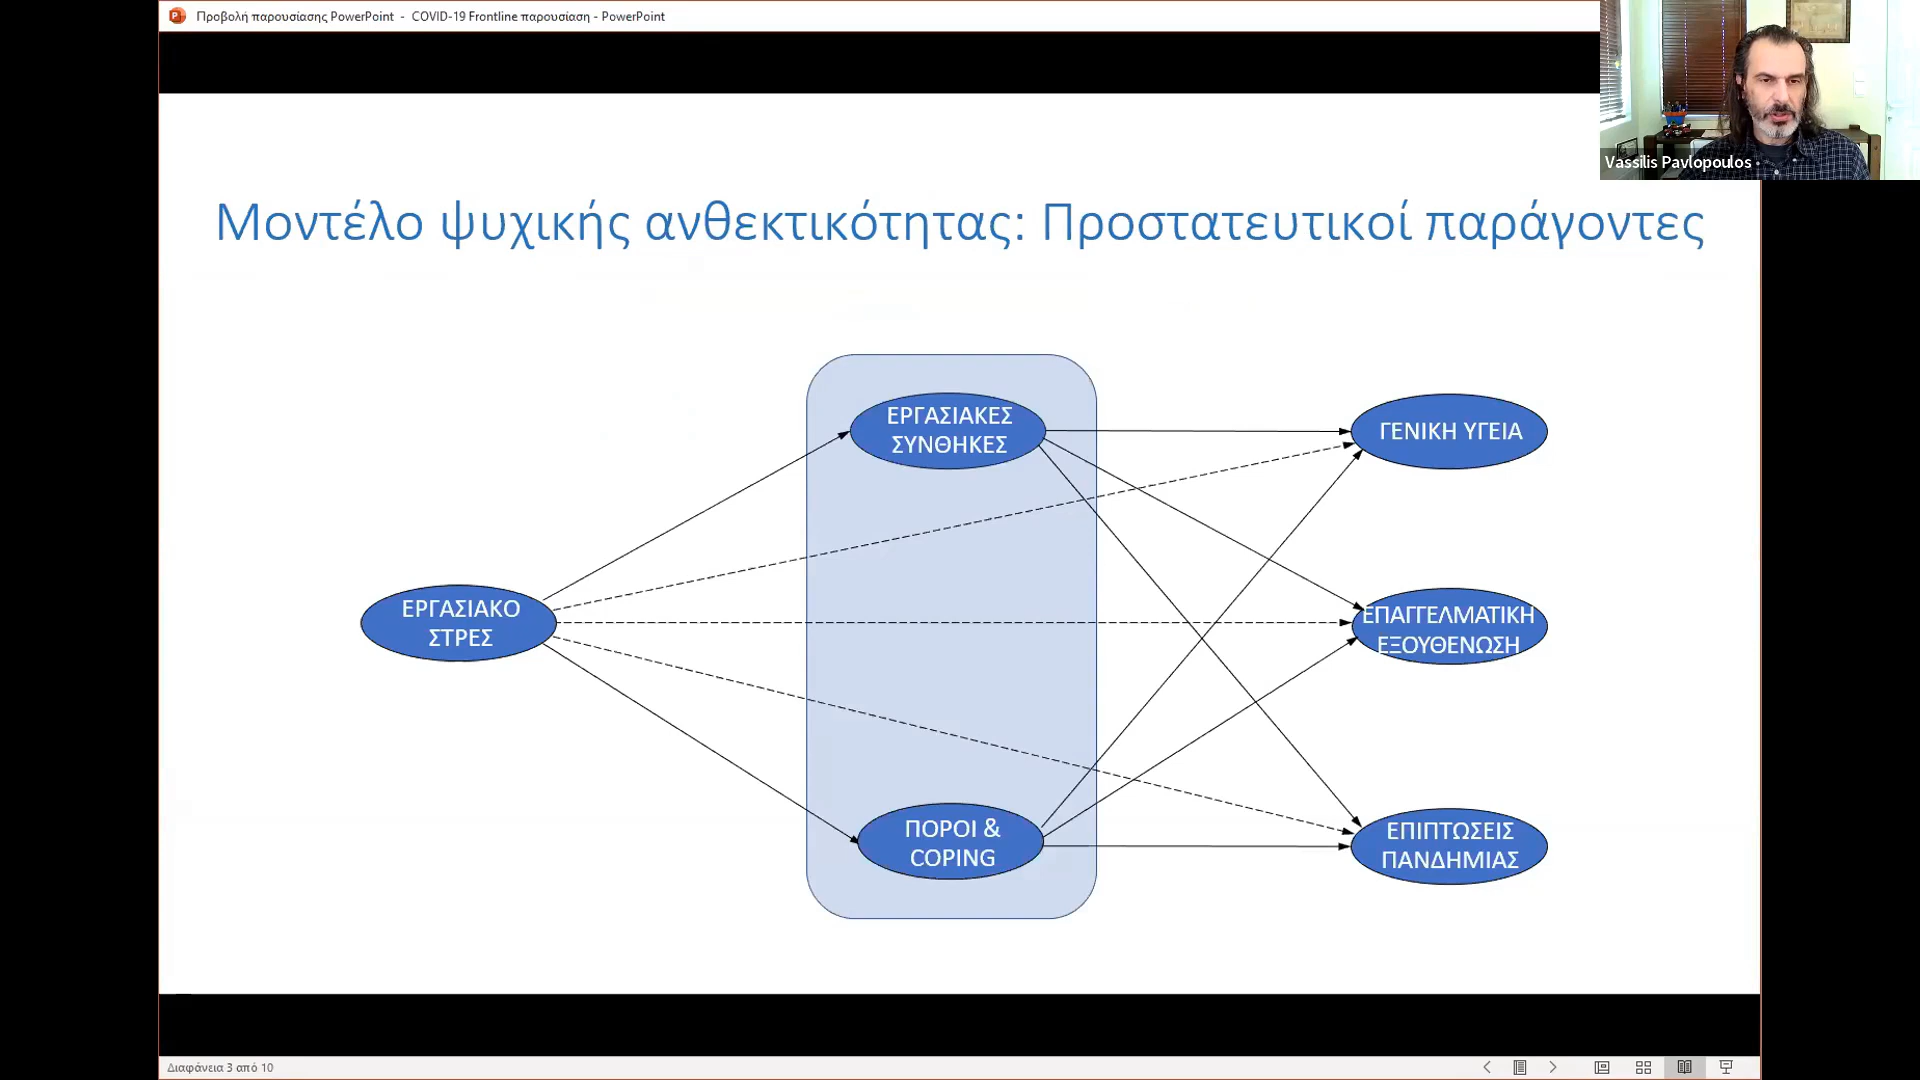 Προβολή παρουσίασης PowerPoint - COVID-19 Frontline παρουσίαση - PowerPoint
Vassilis Pavlopoulos
Μοντέλο ψυχικής ανθεκτικότητας: Προστατευτικοί παράγοντες
ΕΡΓΑΣΙΑΚΕΣ
ΣΥΝΘΗΚΕΣ
ΓΕΝΙΚΗ ΥΓΕΙΑ
ΕΡΓΑΣΙΑΚΟ
ΣΤΡΕΣ
ΕΠΑΓΓΕΛΜΑΤΙΚΗ
ΕΞΟΥΘΕΝΩΣΗ
ΠΟΡΟΙ &
COPING
ΕΠΙΠΤΩΣΕΙΣ
ΠΑΝΔΗΜΙΑΣ
Διαφάνεια 3 από 10